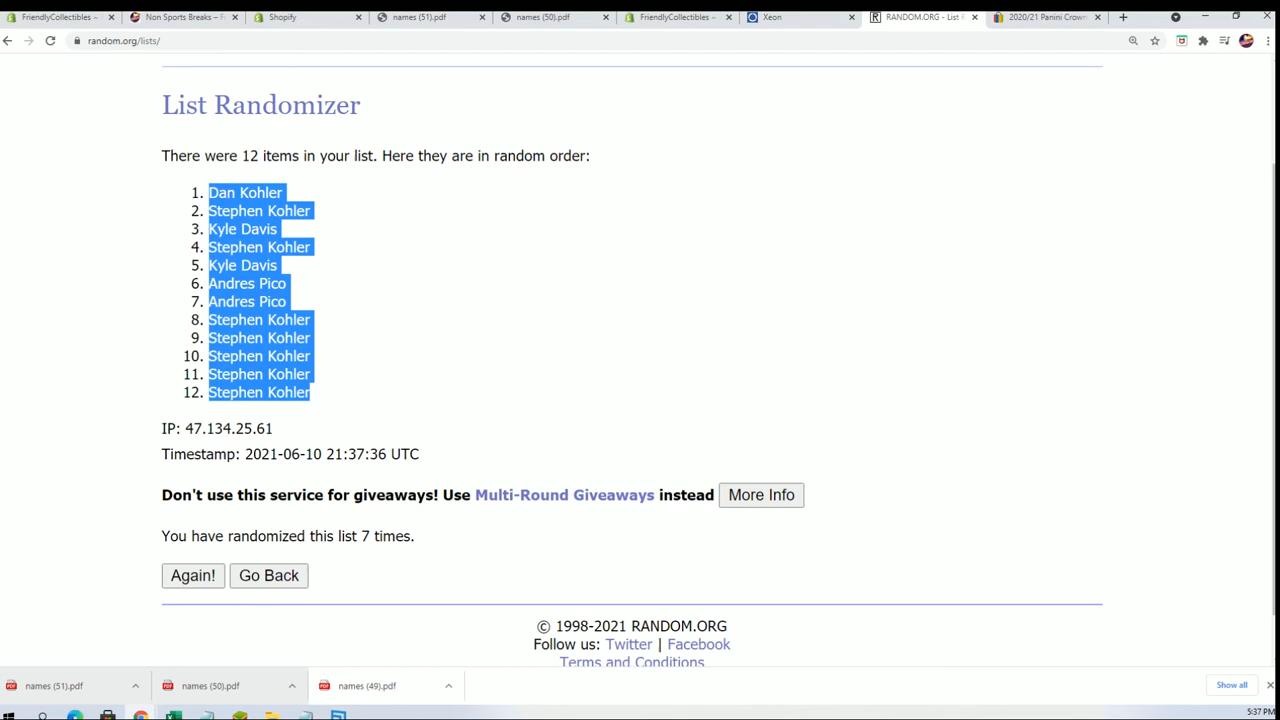 FriendlyCollectibles –
Non Sports Breaks – F
Shopify
names (51).pdf
names (50).pdf
FriendlyCollectibles –
Xeon
RANDOM.ORG - List
2020/21 Panini Crown
random.org/lists/
List Randomizer
There were 12 items in your list. Here they are in random order:
1. Dan Kohler
2. Stephen Kohler
3. Kyle Davis
4. Stephen Kohler
5. Kyle Davis
6. Andres Pico
7. Andres Pico
8. Stephen Kohler
9. Stephen Kohler
10. Stephen Kohler
11. Stephen Kohler
12. Stephen Kohler
IP: 47.134.25.61
Timestamp: 2021-06-10 21:37:36 UTC
Don't use this service for giveaways! Use Multi-Round Giveaways instead More Info
You have randomized this list 7 times.
Again! Go Back
© 1998-2021 RANDOM.ORG
Follow us: Twitter | Facebook
Terms and Conditions
names (51).pdf
names (50).pdf
names (49).pdf
Show all
5:37 PM